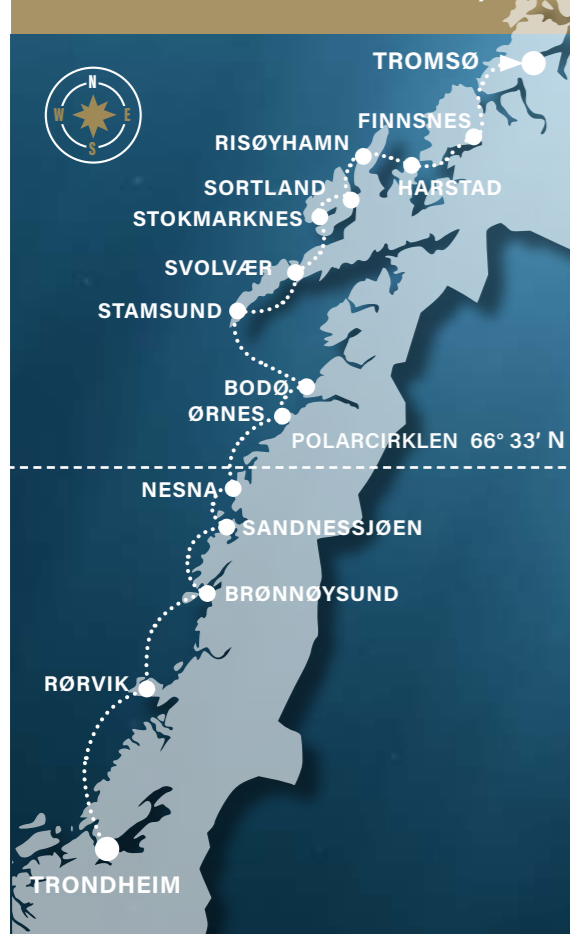 TROMSØ
N
W E
S
FINNSNES
RISØYHAMN
SORTLAND
HARSTAD
STOKMARKNES
SVOLVÆR
STAMSUND
BODØ
ØRNES
POLARCIRKLEN 66° 33′ N
NESNA
SANDNESSJØEN
BRØNNØYSUND
RØRVIK
TRONDHEIM